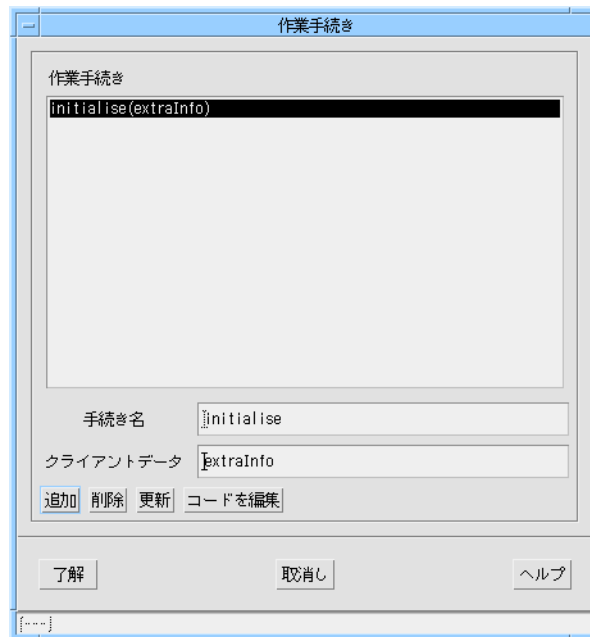 作業手続き
作業手続き
initialise(extraInfo)
手続き名 initialise
クライアントデータ extraInfo
追加 削除 更新 コードを編集
了解 取消し ヘルプ
[---]